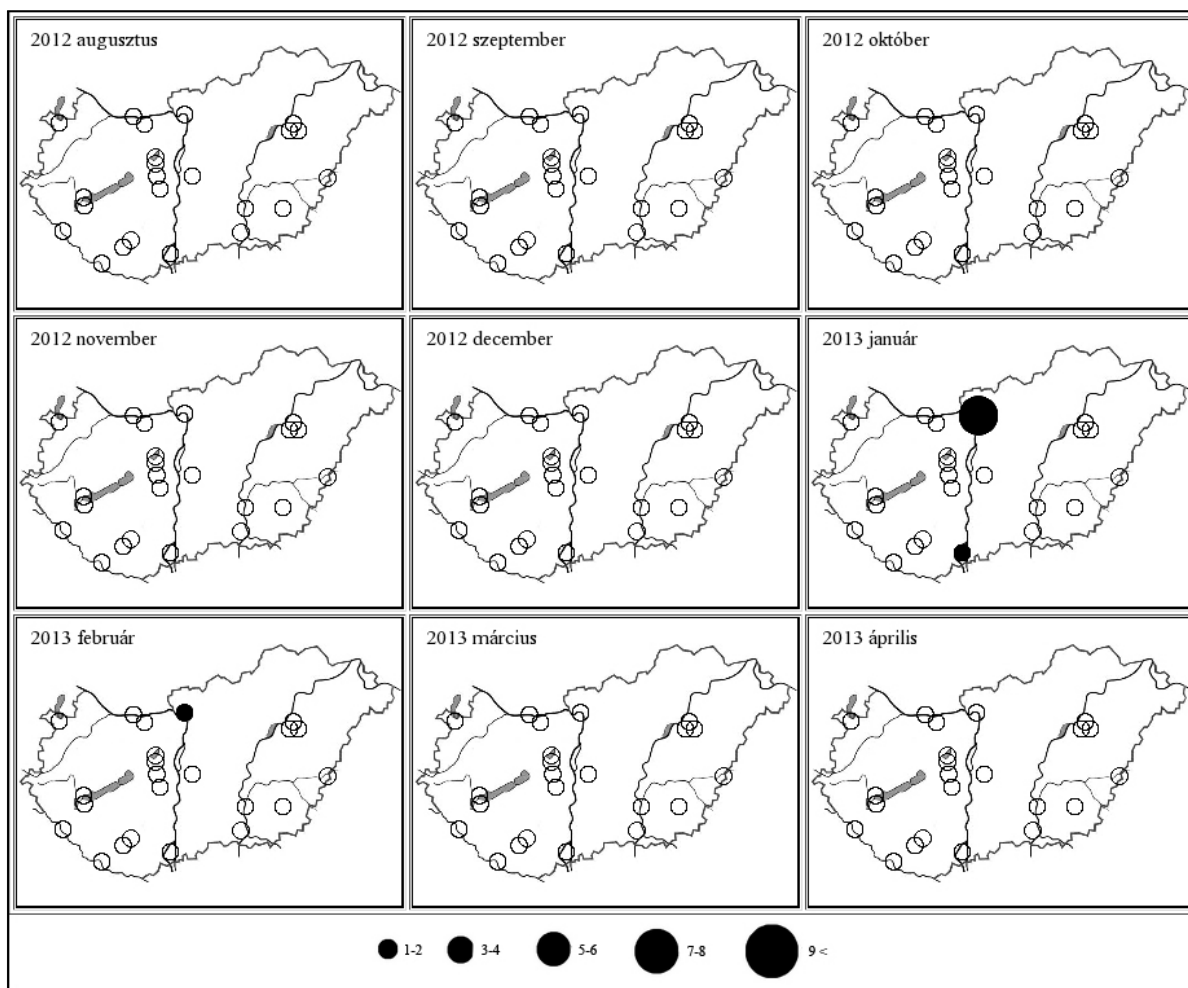 2012 augusztus
2012 szeptember
2012 október
2012 november
2012 december
2013 január
2013 február
2013 március
2013 április
1-2
3-4
5-6
7-8
9 <